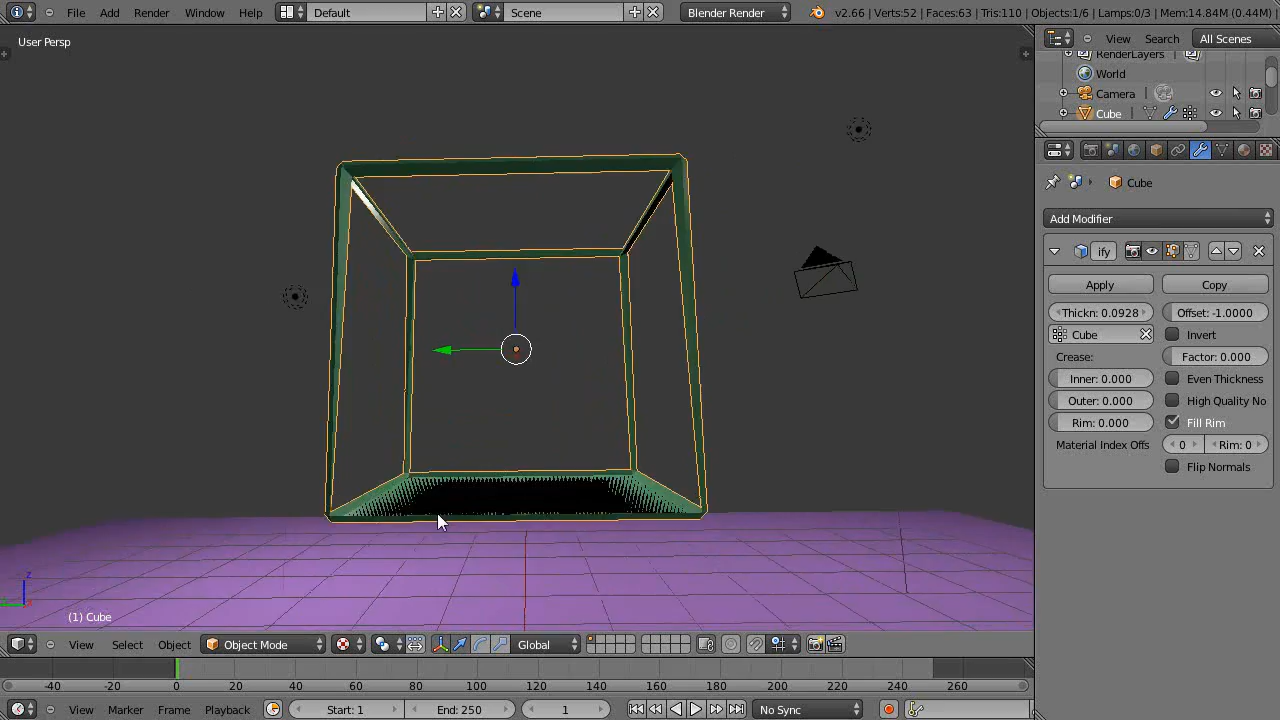 File Add Render Window Help Default Scene Blender Render v2.66 | Verts:52 | Faces:63 | Tris:110 | Objects:1/6 | Lamps:0/3 | Mem:14.84M (0.44M) |
User Persp
View Search All Scenes
RenderLayers
World
Camera
Cube
Cube
Add Modifier
ify
Apply Copy
Thickn: 0.0928 Offset: -1.0000
Cube Invert
Crease: Factor: 0.000
Inner: 0.000 Even Thickness
Outer: 0.000 High Quality No
Rim: 0.000 Fill Rim
Material Index Offs 0 Rim: 0
Flip Normals
z
x
(1) Cube
View Select Object Object Mode Global
-40 -20 0 20 40 60 80 100 120 140 160 180 200 220 240 260
View Marker Frame Playback Start: 1 End: 250 1 No Sync